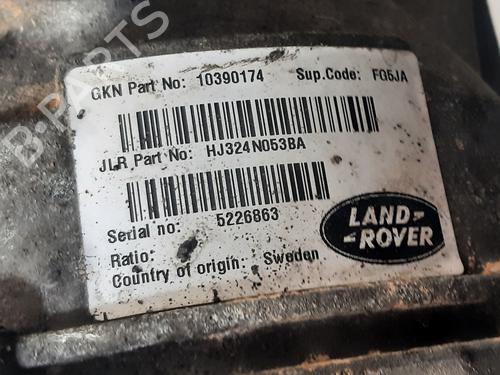 B-PARTS
GKN Part No: 10390174 Sup.Code: FQ5JA
JLR Part No: HJ324N053BA
Serial no: 5226863
Ratio:
Country of origin: Sweden
LAND-
-ROVER